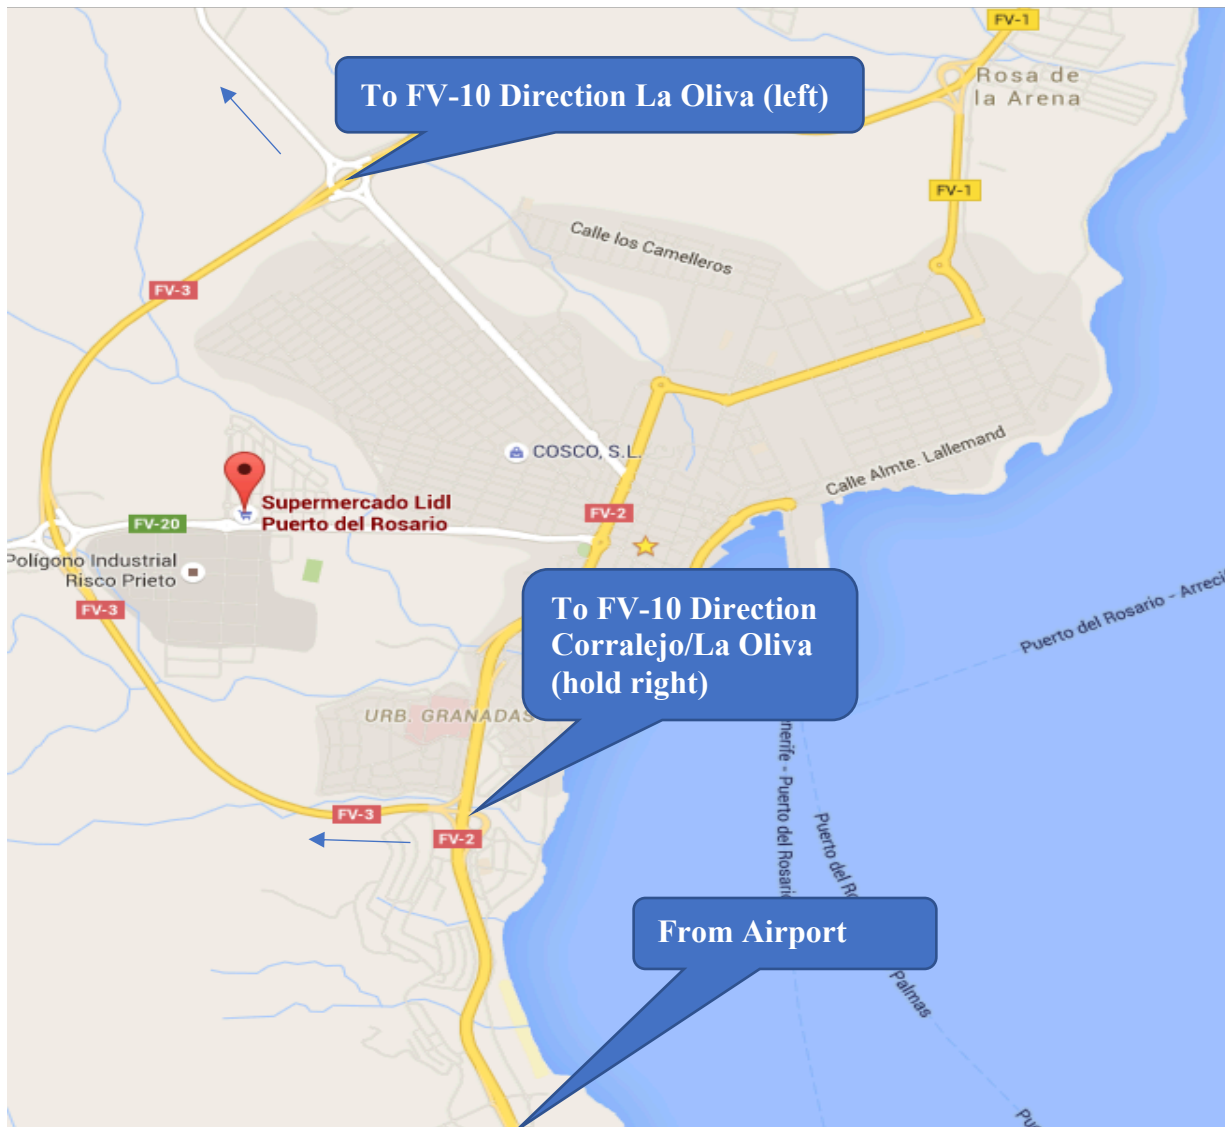 FV-1
Rosa de
la Arena
To FV-10 Direction La Oliva (left)
FV-1
Calle los Camelleros
FV-3
COSCO, S.L.
Calle Almte. Lallemand
Supermercado Lidl
Puerto del Rosario
FV-2
FV-20
Polígono Industrial
Risco Prieto
FV-3
To FV-10 Direction
Corralejo/La Oliva
(hold right)
Puerto del Rosario - Arreci
URB. GRANADAS
nerife - Puerto del Rosario
FV-3
FV-2
Puerto del Ro
Palmas
From Airport
Pu